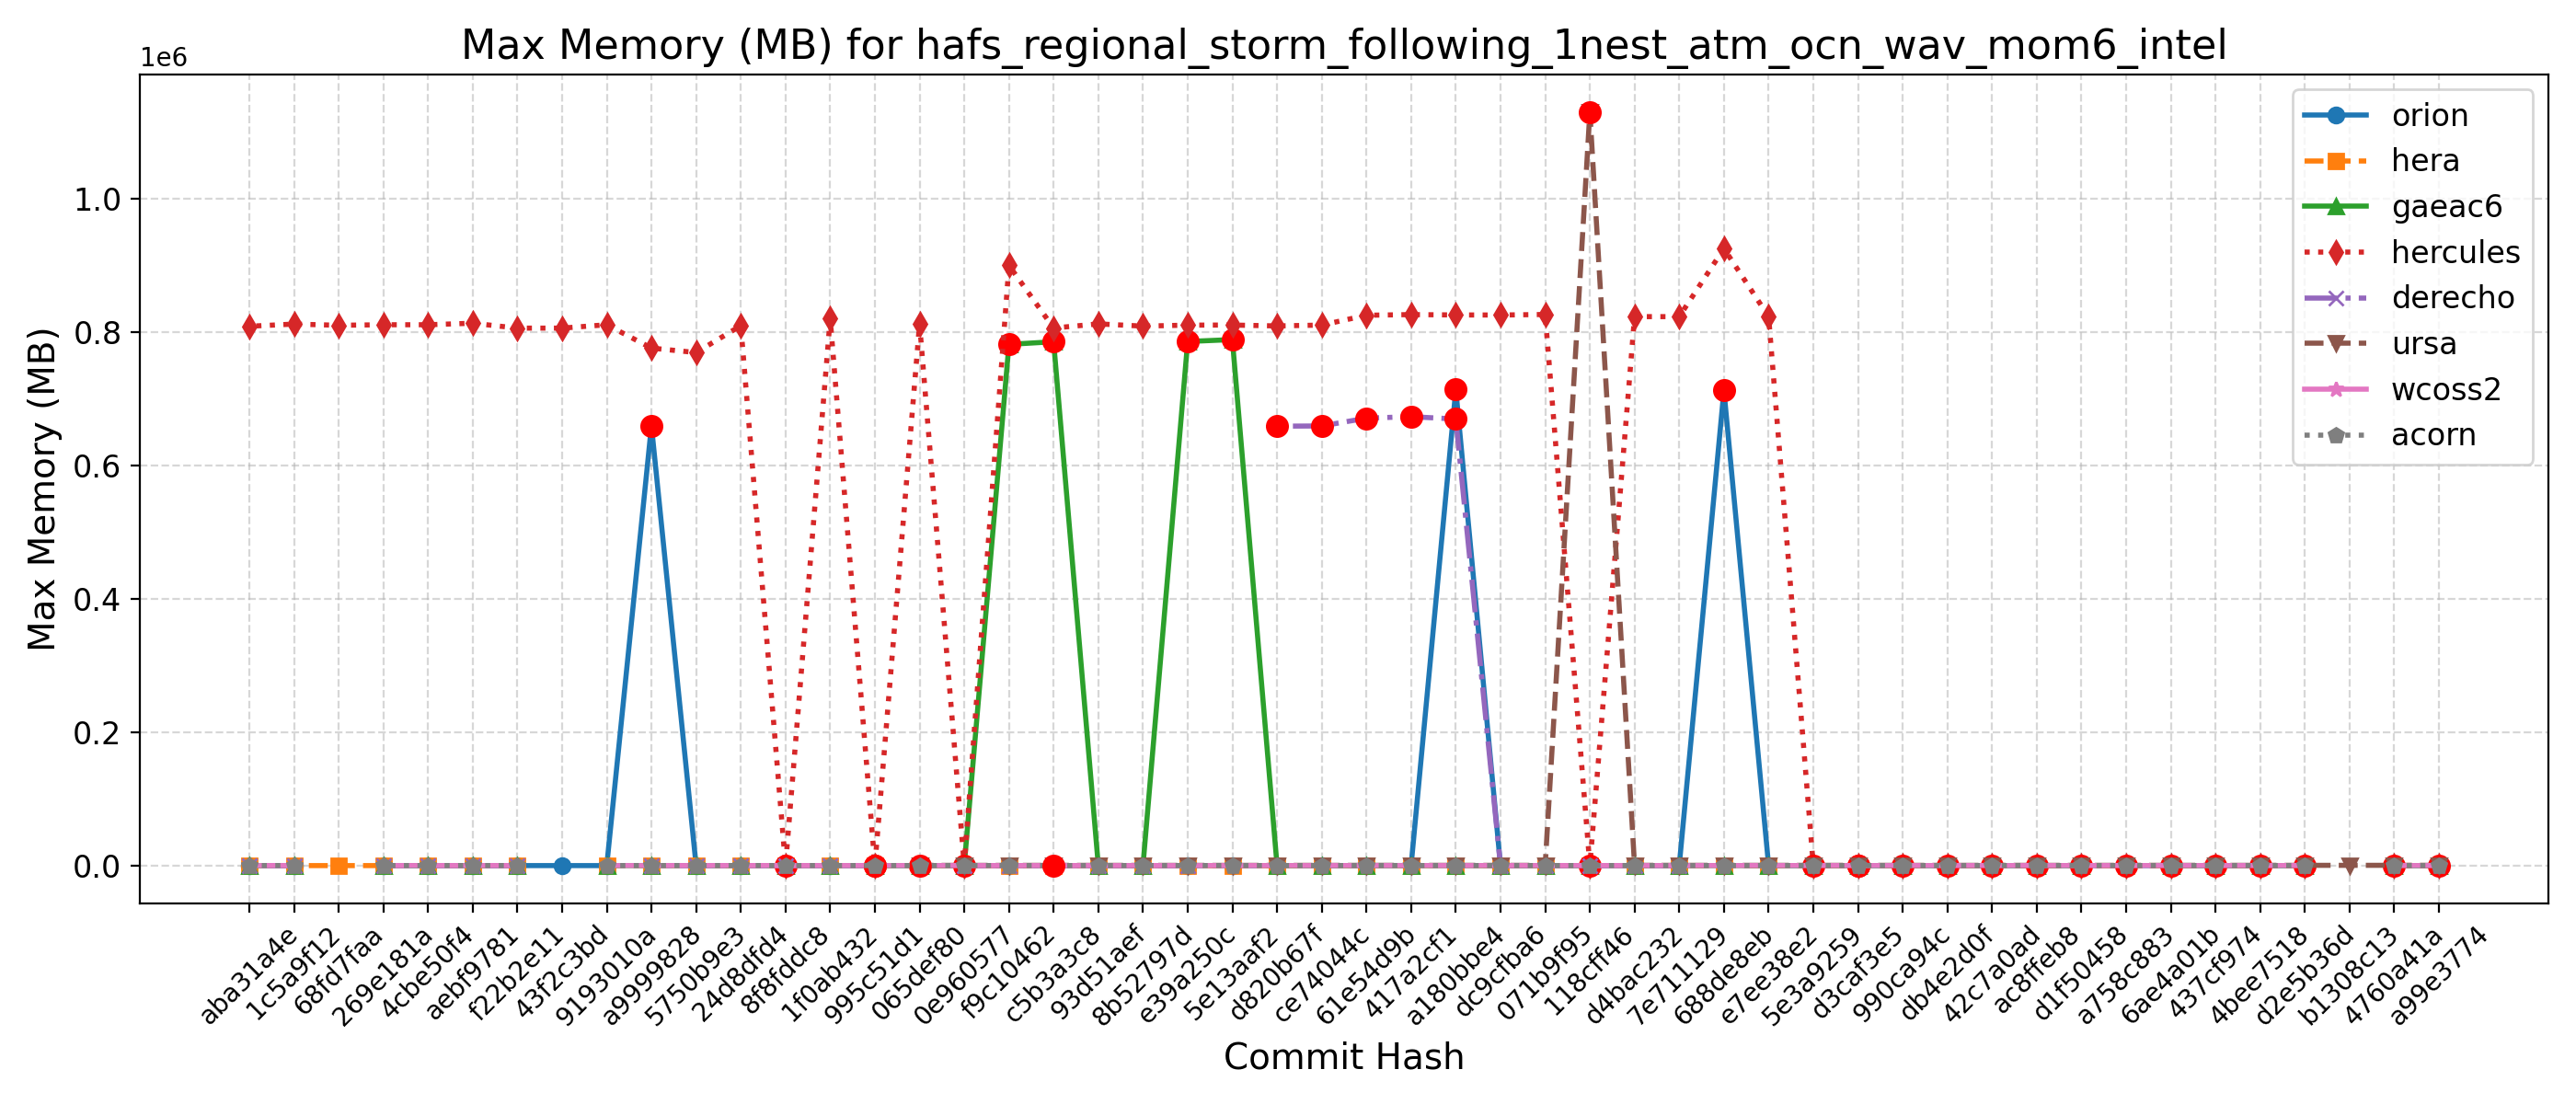 Max Memory (MB) for hafs_regional_storm_following_1nest_atm_ocn_wav_mom6_intel
1e6
Max Memory (MB)
1.0
0.8
0.6
0.4
0.2
0.0
orion
hera
gaeac6
hercules
derecho
ursa
wcoss2
acorn
aba31a4e
1c5a9f12
68fd7faa
269e181a
4cbe50f4
aebf9781
f22b2e11
43f2c3bd
9193010a
a9999828
5750b9e3
24d8dfd4
8f8fddc8
1f0ab432
995c51d1
065def80
0e960577
f9c10462
c5b3a3c8
93d51aef
8b52797d
e39a250c
5e13aaf2
d820b67f
ce74044c
61e54d9b
417a2cf1
a180bbe4
dc9cfba6
071b9f95
118cff46
d4bac232
7e711129
688de8eb
e7ee38e2
5e3a9259
d3caf3e5
990ca94c
db4e2d0f
42c7a0ad
ac8ffeb8
d1f50458
a758c883
6ae4a01b
437cf974
4bee7518
d2e5b36d
b1308c13
4760a41a
a99e3774
Commit Hash